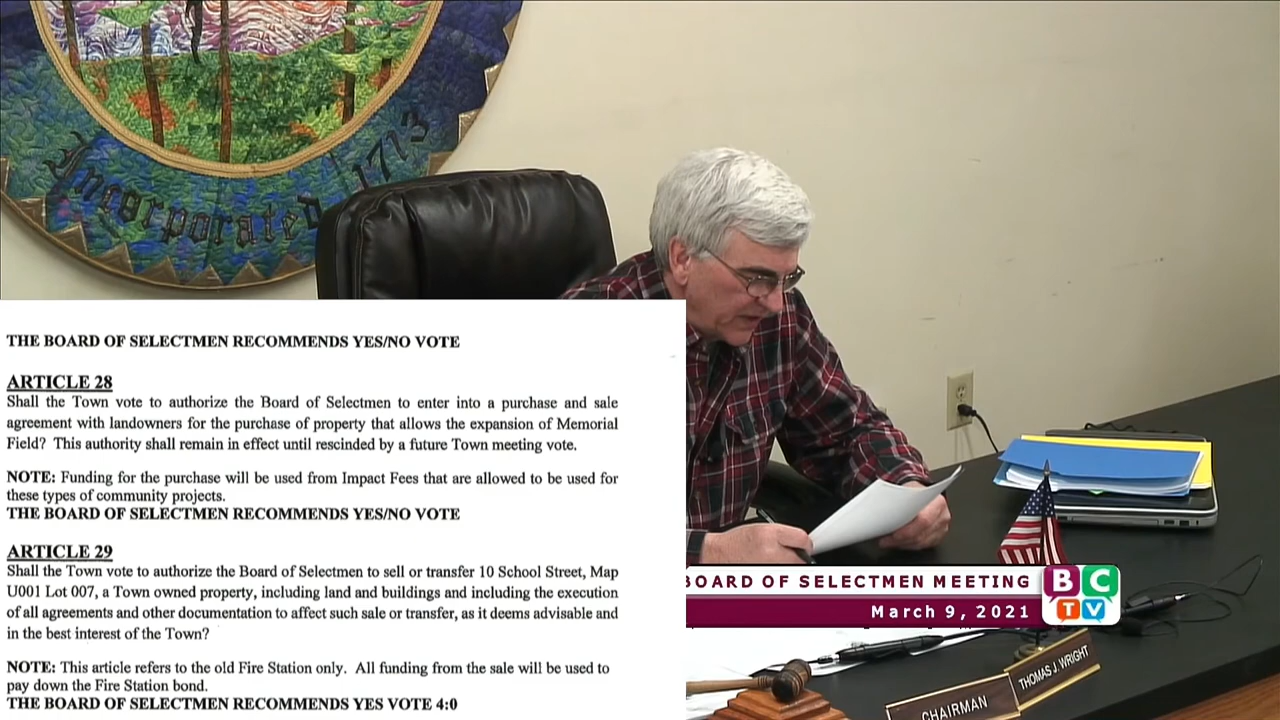 Incorporated 1713
THE BOARD OF SELECTMEN RECOMMENDS YES/NO VOTE
ARTICLE 28
Shall the Town vote to authorize the Board of Selectmen to enter into a purchase and sale
agreement with landowners for the purchase of property that allows the expansion of Memorial
Field? This authority shall remain in effect until rescinded by a future Town meeting vote.
NOTE: Funding for the purchase will be used from Impact Fees that are allowed to be used for
these types of community projects.
THE BOARD OF SELECTMEN RECOMMENDS YES/NO VOTE
ARTICLE 29
Shall the Town vote to authorize the Board of Selectmen to sell or transfer 10 School Street, Map
U001 Lot 007, a Town owned property, including land and buildings and including the execution
of all agreements and other documentation to affect such sale or transfer, as it deems advisable and
in the best interest of the Town?
NOTE: This article refers to the old Fire Station only. All funding from the sale will be used to
pay down the Fire Station bond.
THE BOARD OF SELECTMEN RECOMMENDS YES VOTE 4:0
BOARD OF SELECTMEN MEETING
March 9, 2021
BC
TV
CHAIRMAN
THOMAS J. WRIGHT